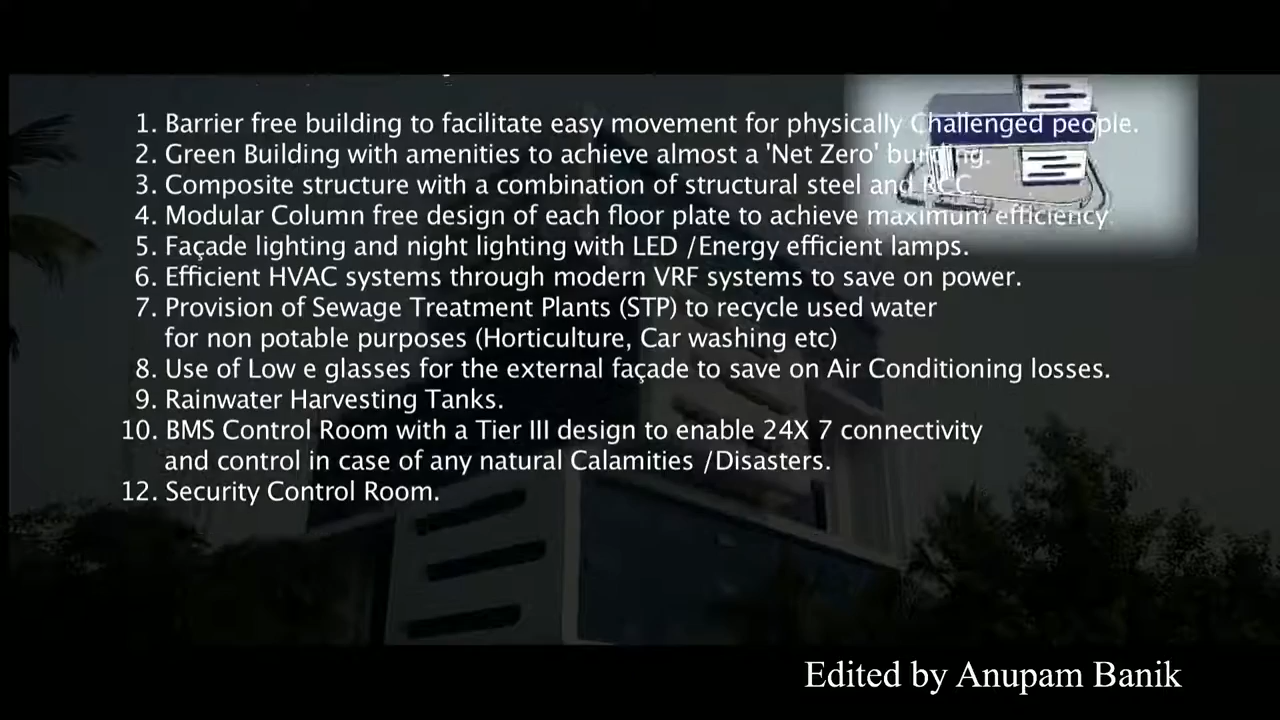 1. Barrier free building to facilitate easy movement for physically Challenged people.
2. Green Building with amenities to achieve almost a 'Net Zero' building.
3. Composite structure with a combination of structural steel and RCC.
4. Modular Column free design of each floor plate to achieve maximum efficiency.
5. Façade lighting and night lighting with LED /Energy efficient lamps.
6. Efficient HVAC systems through modern VRF systems to save on power.
7. Provision of Sewage Treatment Plants (STP) to recycle used water
for non potable purposes (Horticulture, Car washing etc)
8. Use of Low e glasses for the external façade to save on Air Conditioning losses.
9. Rainwater Harvesting Tanks.
10. BMS Control Room with a Tier III design to enable 24X 7 connectivity
and control in case of any natural Calamities /Disasters.
12. Security Control Room.
Edited by Anupam Banik